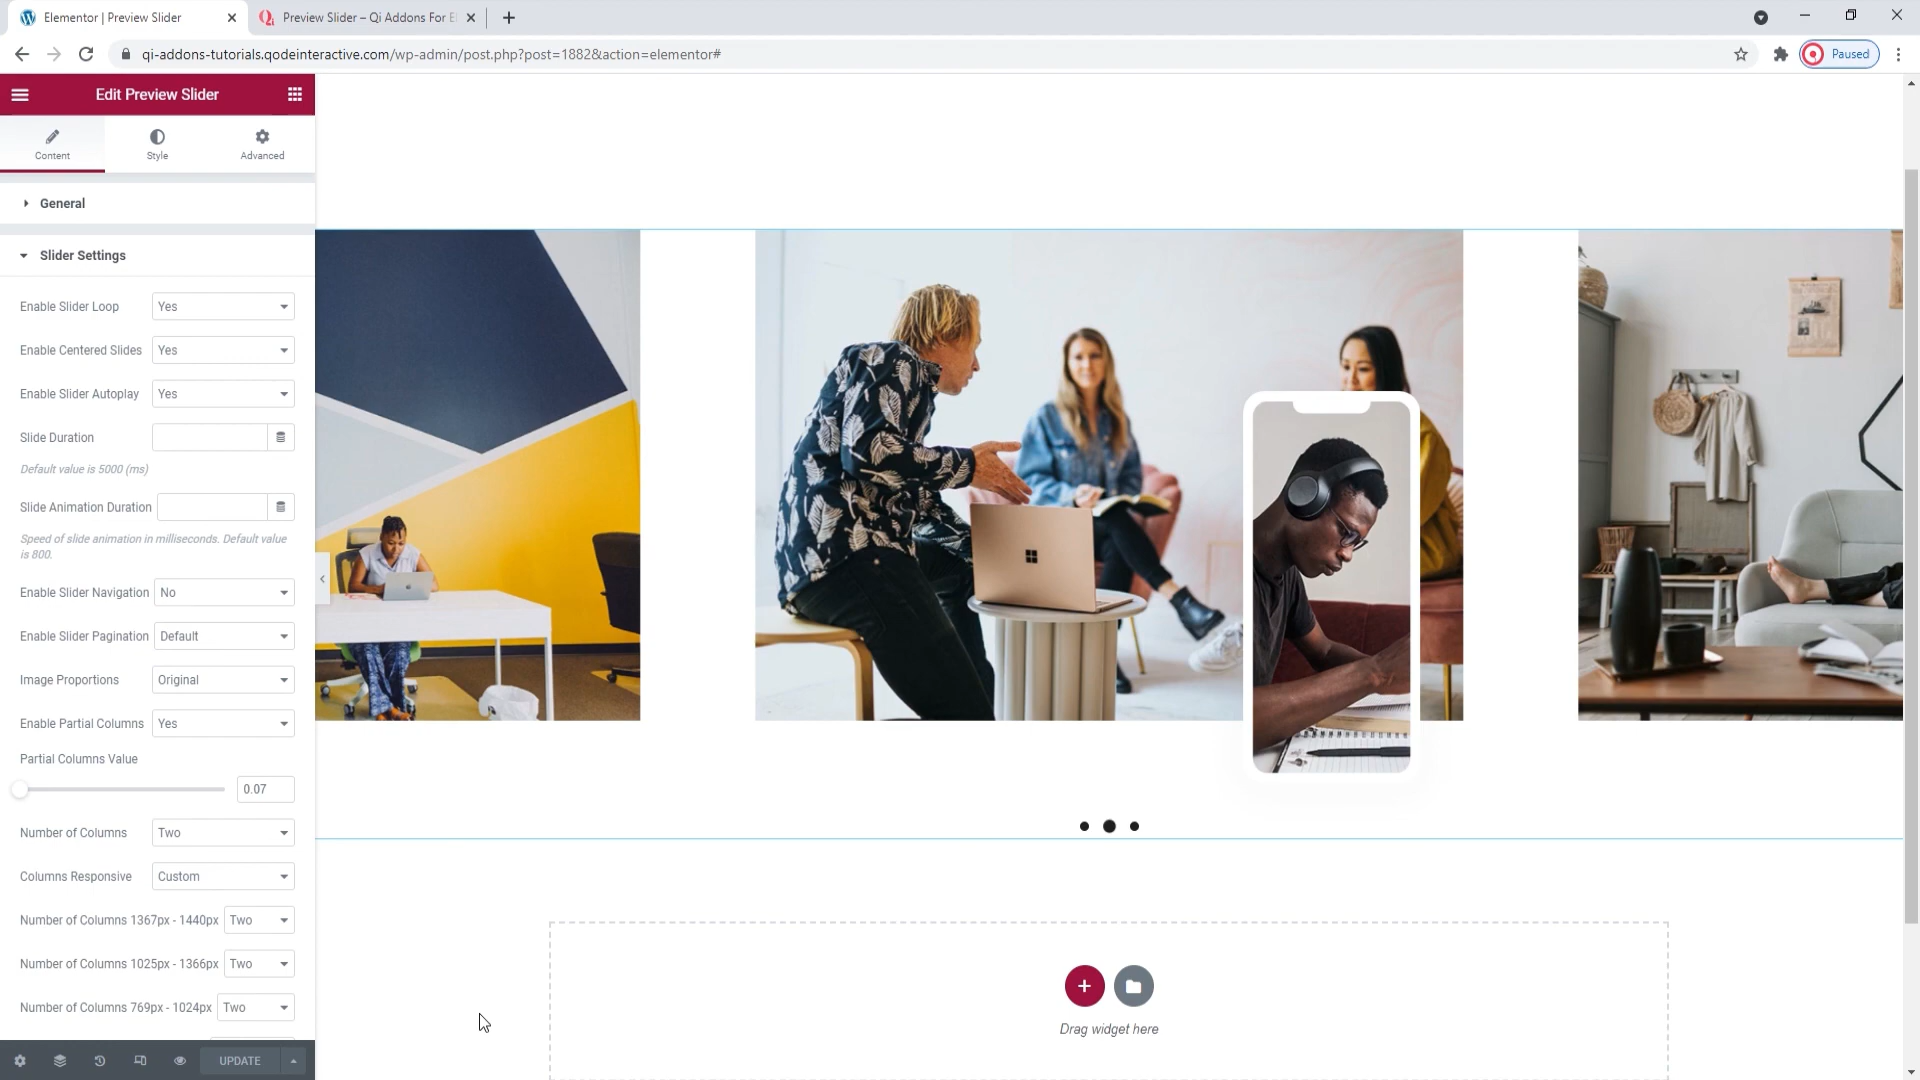 Elementor | Preview Slider
Preview Slider – Qi Addons For El
qi-addons-tutorials.qodeinteractive.com/wp-admin/post.php?post=1882&action=elementor#
Paused
Edit Preview Slider
Content
Style
Advanced
General
Slider Settings
Enable Slider Loop
Yes
Enable Centered Slides
Yes
Enable Slider Autoplay
Yes
Slide Duration
Default value is 5000 (ms)
Slide Animation Duration
Speed of slide animation in milliseconds. Default value
is 800.
Enable Slider Navigation
No
Enable Slider Pagination
Default
Image Proportions
Original
Enable Partial Columns
Yes
Partial Columns Value
0.07
Number of Columns
Two
Columns Responsive
Custom
Number of Columns 1367px - 1440px
Two
Number of Columns 1025px - 1366px
Two
Number of Columns 769px - 1024px
Two
UPDATE
Drag widget here